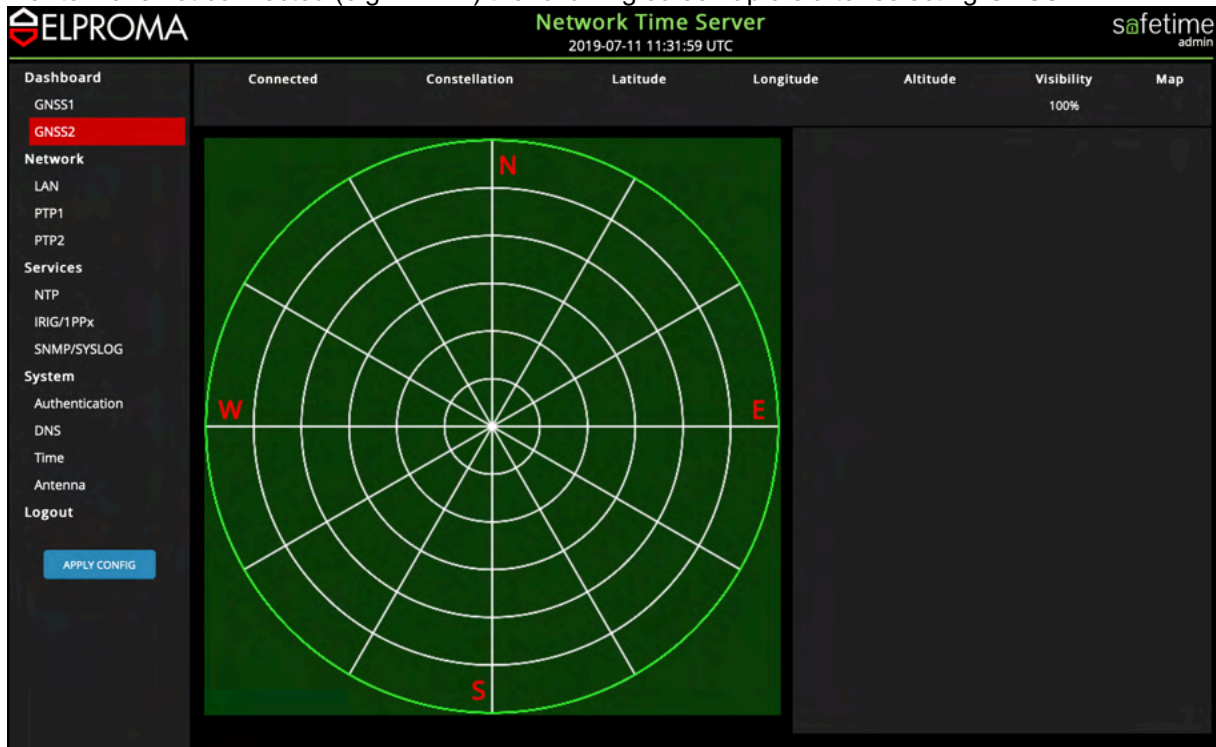 ELPROMA
Network Time Server
2019-07-11 11:31:59 UTC
safetime
admin
Dashboard
GNSS1
GNSS2
Network
LAN
PTP1
PTP2
Services
NTP
IRIG/1PPx
SNMP/SYSLOG
System
Authentication
DNS
Time
Antenna
Logout
APPLY CONFIG
Connected Constellation Latitude Longitude Altitude Visibility Map
100%
N
W E
S